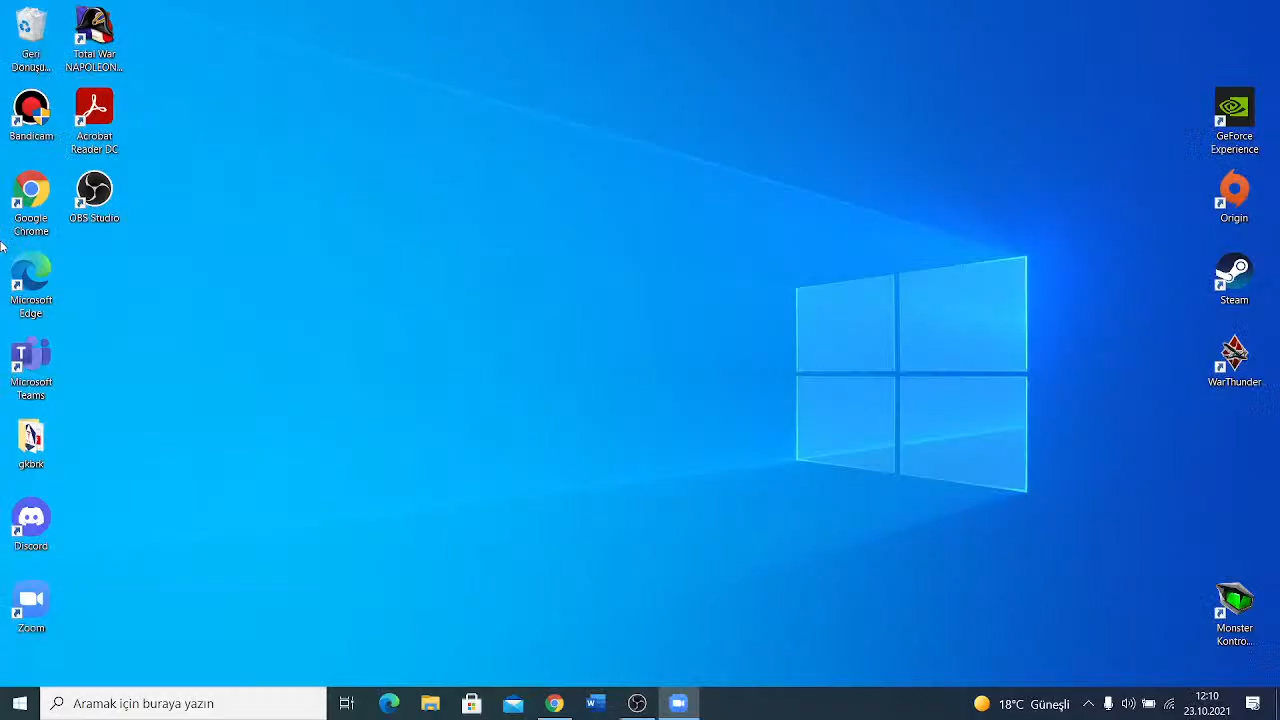 Geri
Dönüşü...
Total War
NAPOLEON...
Bandicam
Acrobat
Reader DC
Google
Chrome
OBS Studio
Microsoft
Edge
Microsoft
Teams
gkbrk
Discord
Zoom
GeForce
Experience
Origin
Steam
WarThunder
Monster
Kontro...
Aramak için buraya yazın
18°C Güneşli
12:10
23.10.2021